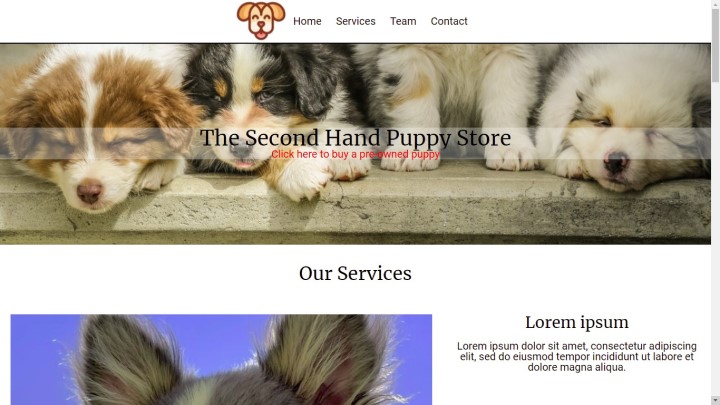 Home Services Team Contact
The Second Hand Puppy Store
Click here to buy a pre-owned puppy
Our Services
Lorem ipsum
Lorem ipsum dolor sit amet, consectetur adipiscing
elit, sed do eiusmod tempor incididunt ut labore et
dolore magna aliqua.